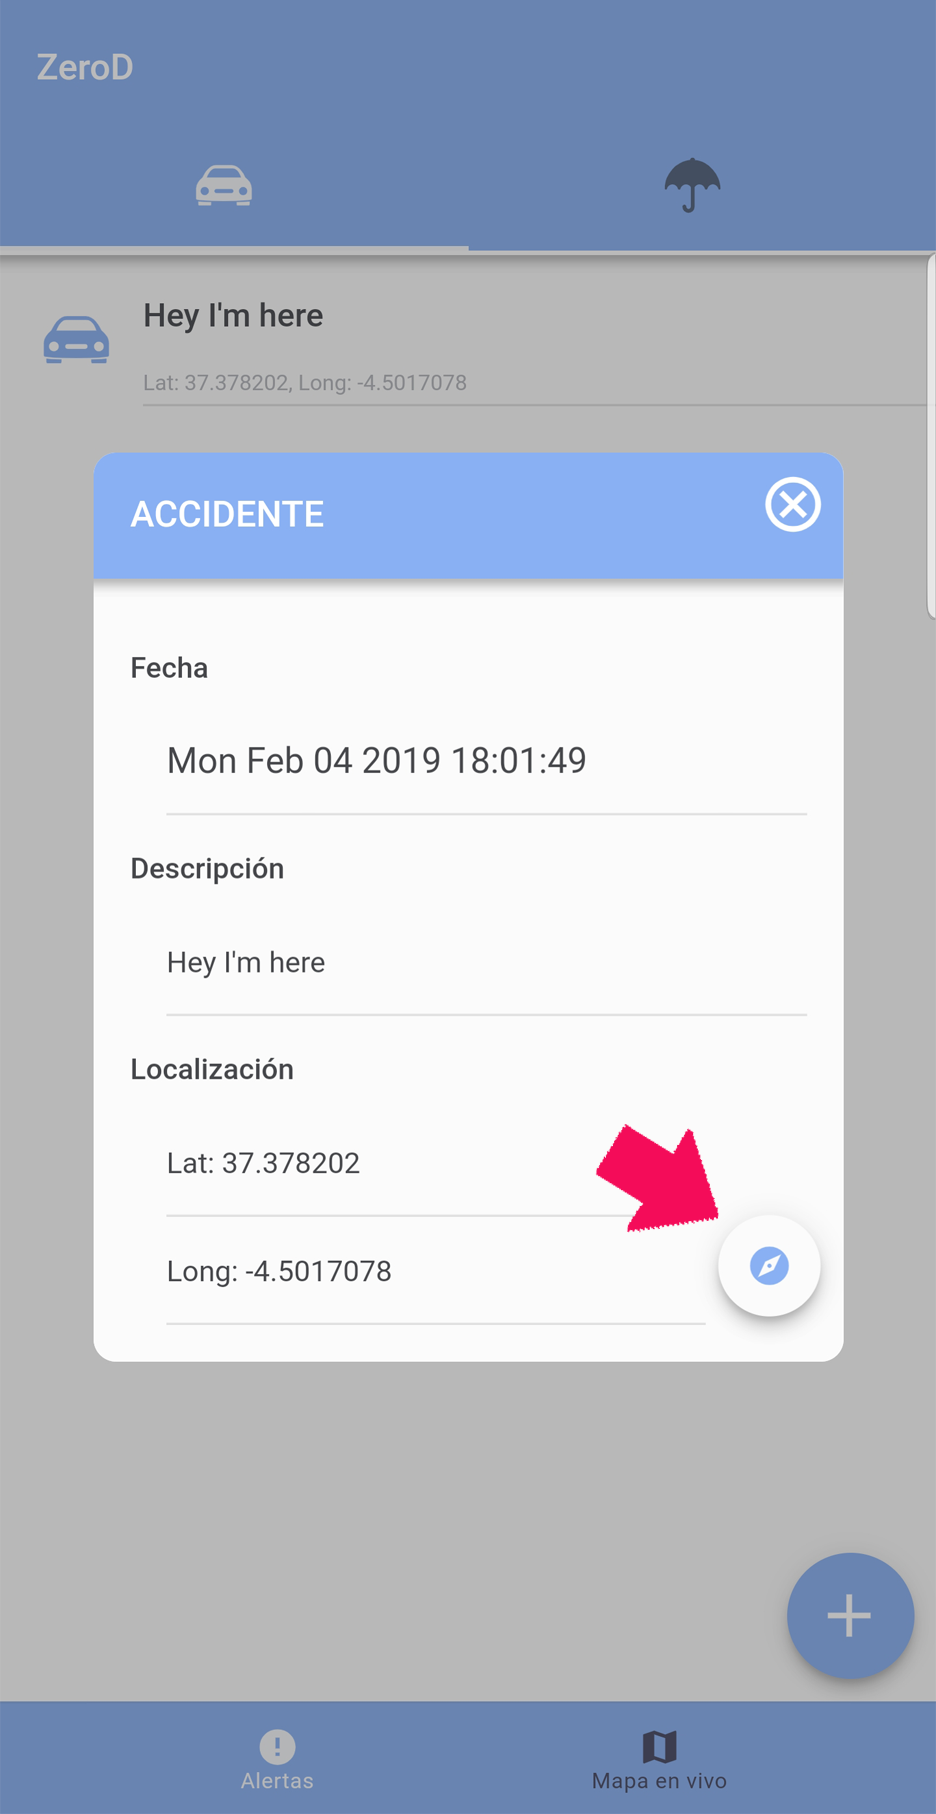 ZeroD
Hey I'm here
Lat: 37.378202, Long: -4.5017078
ACCIDENTE
Fecha
Mon Feb 04 2019 18:01:49
Descripción
Hey I'm here
Localización
Lat: 37.378202
Long: -4.5017078
Alertas
Mapa en vivo